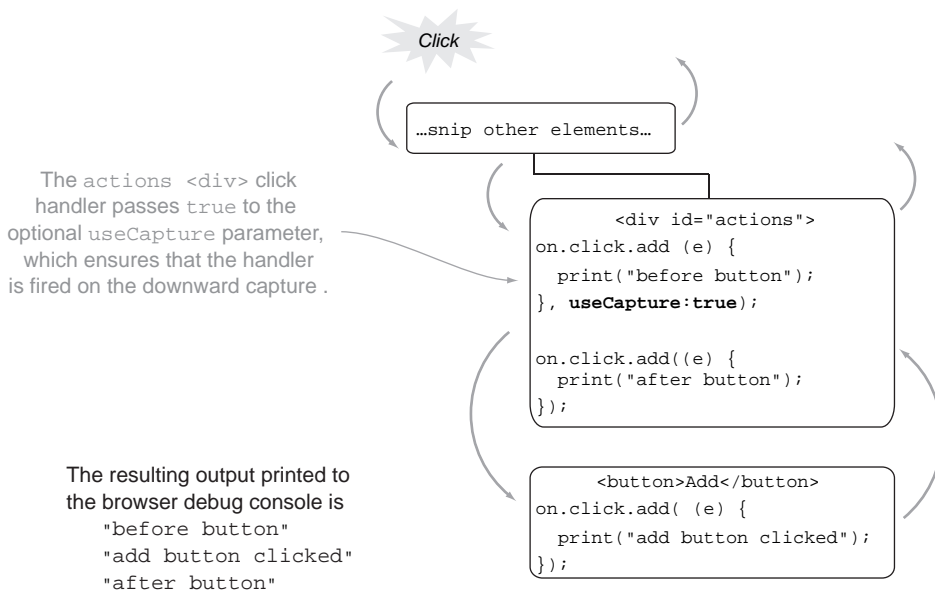 Click
…snip other elements…
The actions <div> click
handler passes true to the
optional useCapture parameter,
which ensures that the handler
is fired on the downward capture .
<div id="actions">
on.click.add (e) {
print("before button");
}, useCapture:true);
on.click.add((e) {
print("after button");
});
<button>Add</button>
on.click.add( (e) {
print("add button clicked");
});
The resulting output printed to
the browser debug console is
"before button"
"add button clicked"
"after button"